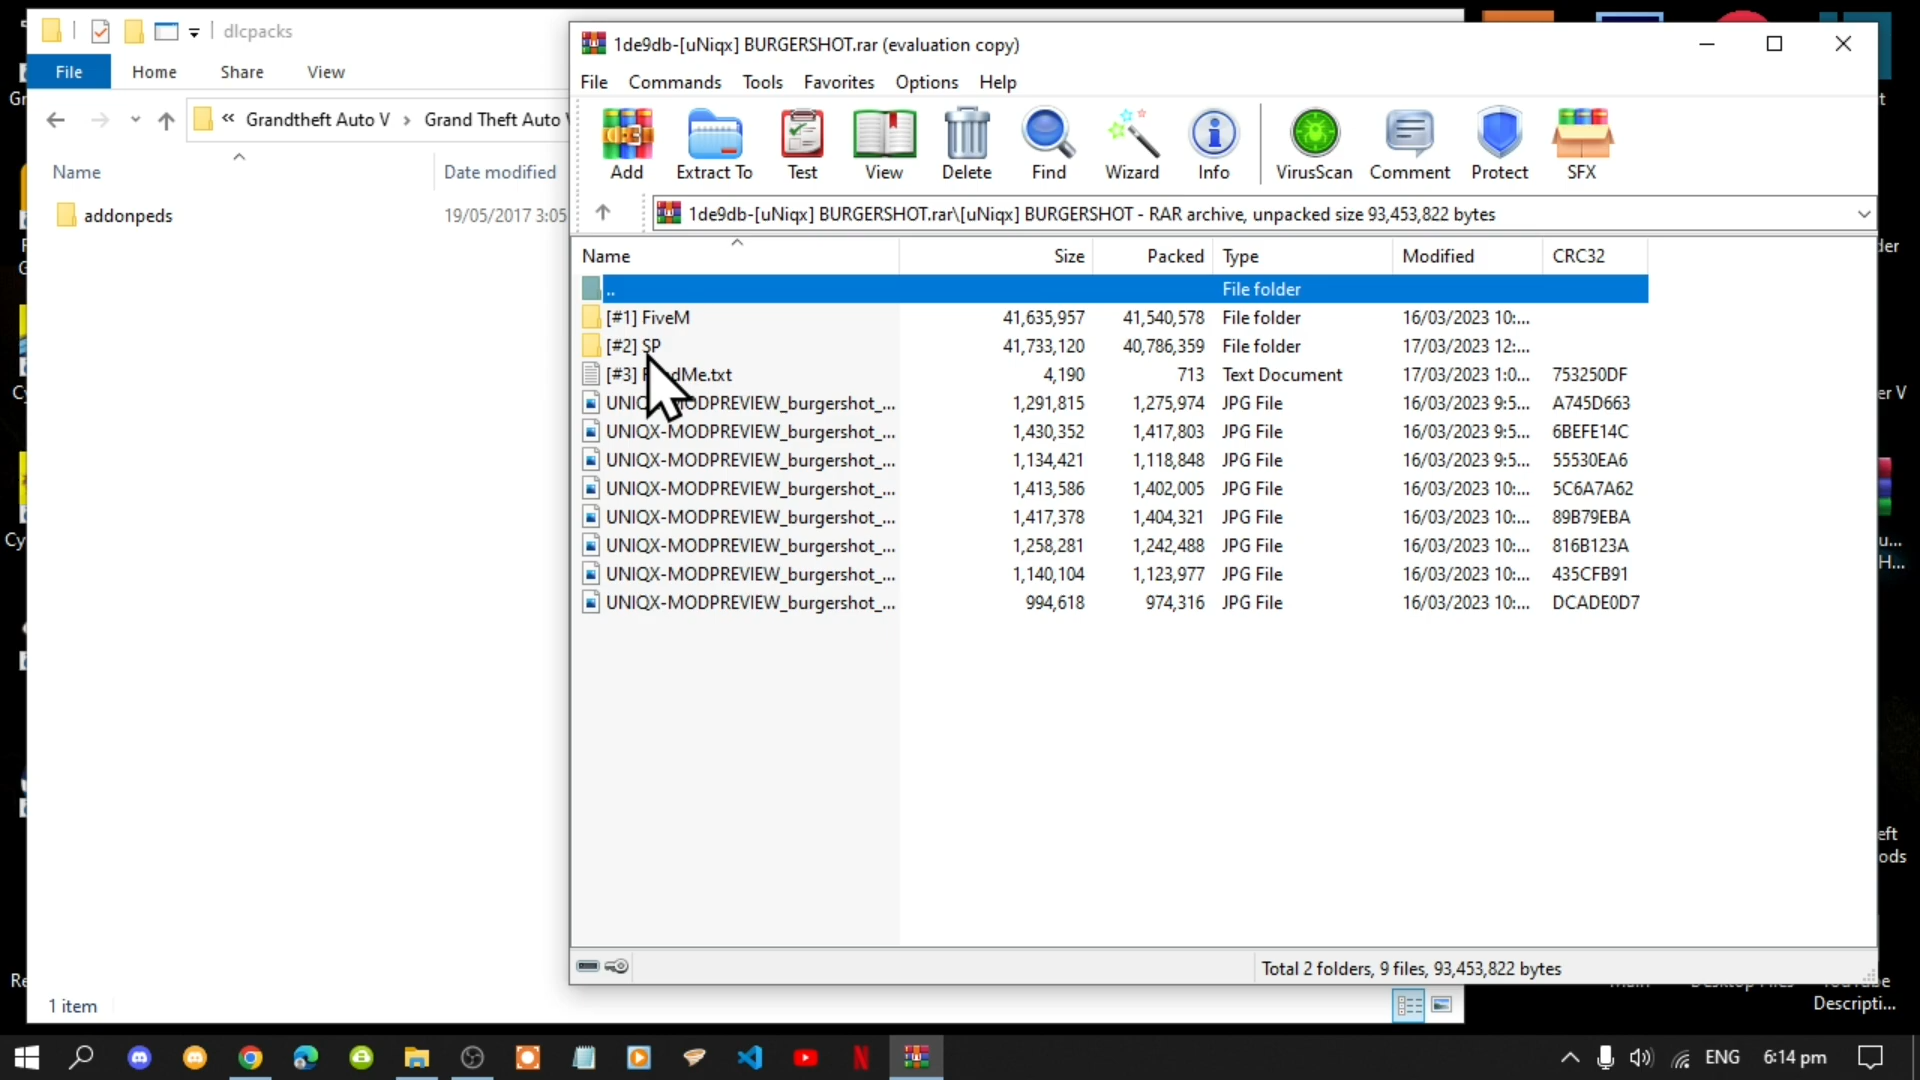 dlcpacks
File Home Share View
« Grandtheft Auto V › Grand Theft Auto
Name Date modified
addonpeds 19/05/2017 3:05
1 item
1de9db-[uNiqx] BURGERSHOT.rar (evaluation copy)
File Commands Tools Favorites Options Help
Add Extract To Test View Delete Find Wizard Info VirusScan Comment Protect SFX
1de9db-[uNiqx] BURGERSHOT.rar\[uNiqx] BURGERSHOT - RAR archive, unpacked size 93,453,822 bytes
Name Size Packed Type Modified CRC32
.. File folder
[#1] FiveM 41,635,957 41,540,578 File folder 16/03/2023 10:...
[#2] SP 41,733,120 40,786,359 File folder 17/03/2023 12:...
[#3] dMe.txt 4,190 713 Text Document 17/03/2023 1:0... 753250DF
UNIQ MODPREVIEW_burgershot_... 1,291,815 1,275,974 JPG File 16/03/2023 9:5... A745D663
UNIQX-MODPREVIEW_burgershot_... 1,430,352 1,417,803 JPG File 16/03/2023 9:5... 6BEFE14C
UNIQX-MODPREVIEW_burgershot_... 1,134,421 1,118,848 JPG File 16/03/2023 9:5... 55530EA6
UNIQX-MODPREVIEW_burgershot_... 1,413,586 1,402,005 JPG File 16/03/2023 10:... 5C6A7A62
UNIQX-MODPREVIEW_burgershot_... 1,417,378 1,404,321 JPG File 16/03/2023 10:... 89B79EBA
UNIQX-MODPREVIEW_burgershot_... 1,258,281 1,242,488 JPG File 16/03/2023 10:... 816B123A
UNIQX-MODPREVIEW_burgershot_... 1,140,104 1,123,977 JPG File 16/03/2023 10:... 435CFB91
UNIQX-MODPREVIEW_burgershot_... 994,618 974,316 JPG File 16/03/2023 10:... DCADE0D7
Total 2 folders, 9 files, 93,453,822 bytes
Descripti...
ENG 6:14 pm